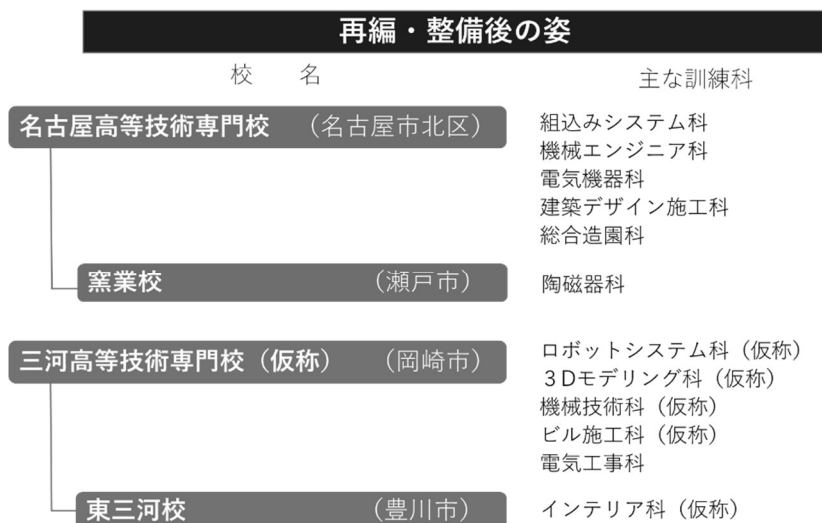 再編・整備後の姿
校　名　主な訓練科
名古屋高等技術専門校　（名古屋市北区）　組込みシステム科
機械エンジニア科
電気機器科
建築デザイン施工科
総合造園科
窯業校　（瀬戸市）　陶磁器科
三河高等技術専門校（仮称）　（岡崎市）　ロボットシステム科（仮称）
３Dモデリング科（仮称）
機械技術科（仮称）
ビル施工科（仮称）
電気工事科
東三河校　（豊川市）　インテリア科（仮称）